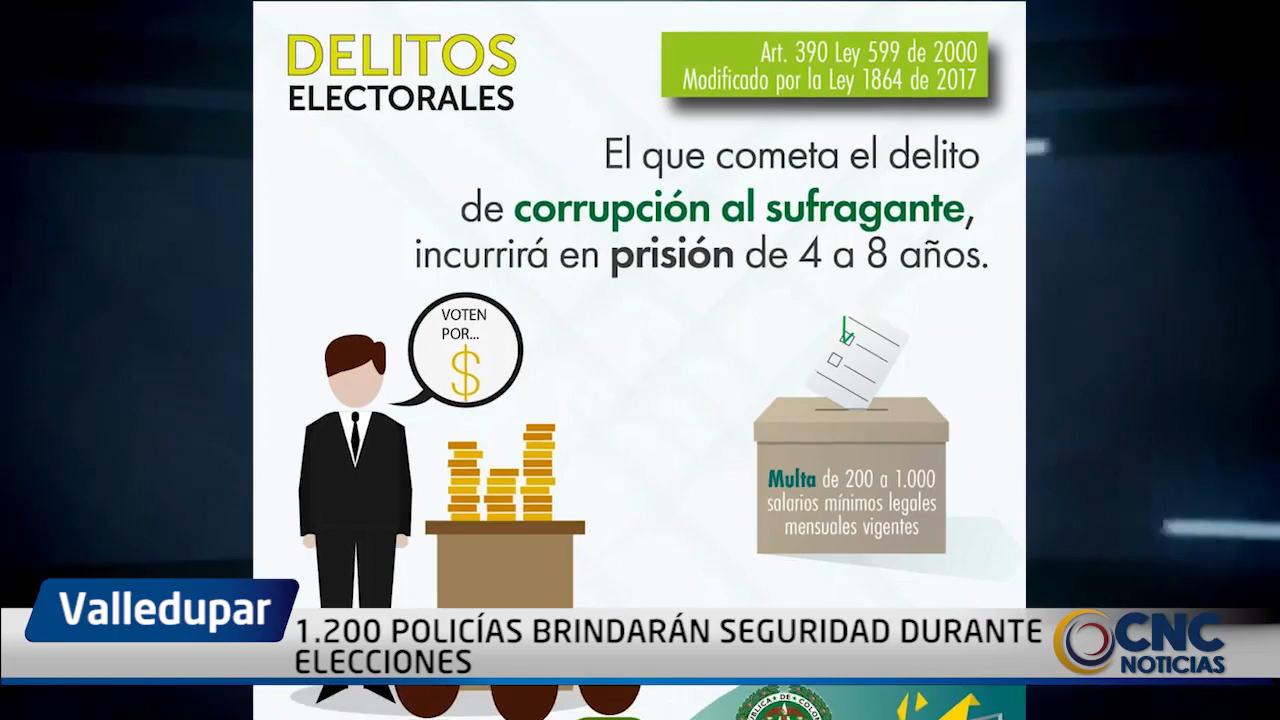 DELITOS
ELECTORALES
Art. 390 Ley 599 de 2000
Modificado por la Ley 1864 de 2017
El que cometa el delito
de corrupción al sufragante,
incurrirá en prisión de 4 a 8 años.
VOTEN
POR...
$
Multa de 200 a 1.000
salarios mínimos legales
mensuales vigentes
Valledupar
1.200 POLICÍAS BRINDARÁN SEGURIDAD DURANTE
ELECCIONES
CNC
NOTICIAS